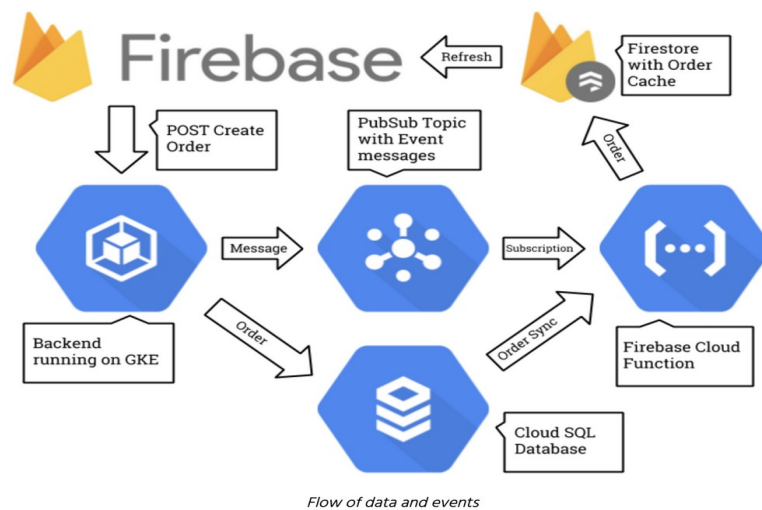 Firebase
Refresh
Firestore
with Order
Cache
POST Create
Order
PubSub Topic
with Event
messages
Order
Message
Subscription
Backend
running on GKE
Order
Order Sync
Firebase Cloud
Function
Cloud SQL
Database
Flow of data and events